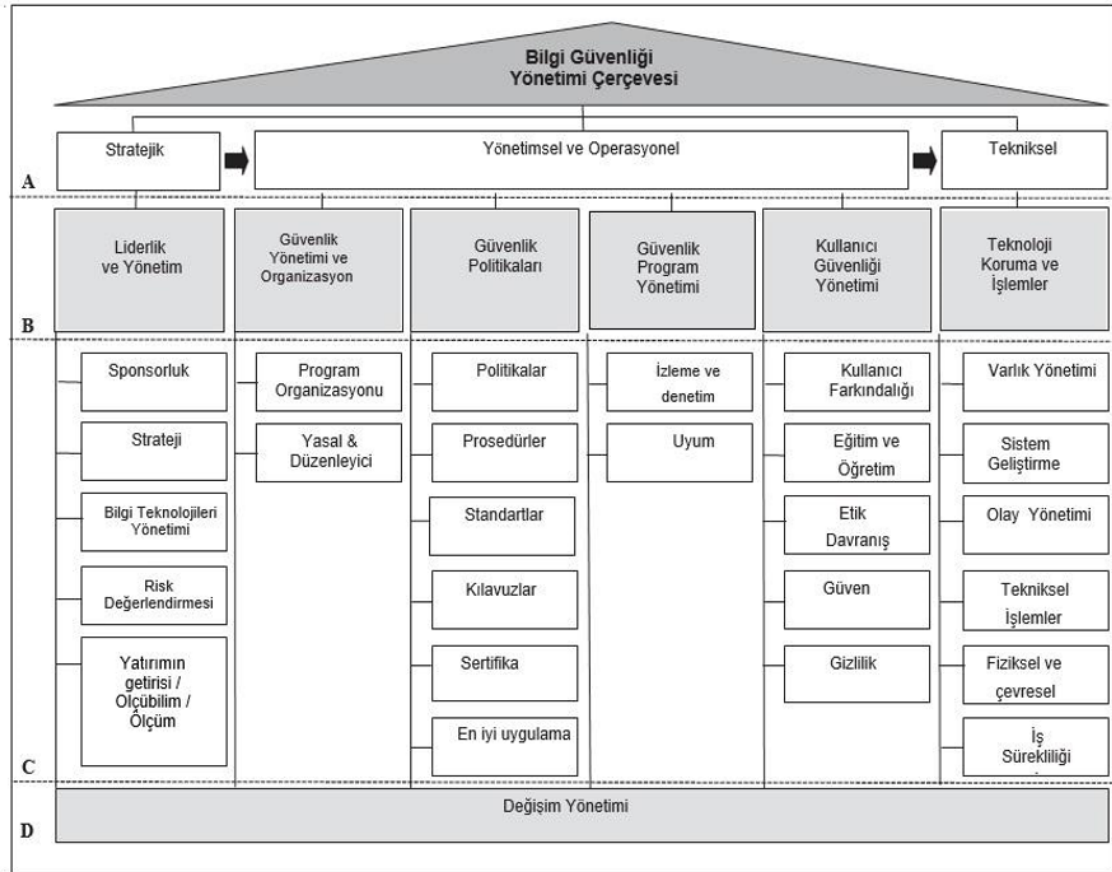 Bilgi Güvenliği
Yönetimi Çerçevesi
Stratejik
Yönetimsel ve Operasyonel
Tekniksel
A
Liderlik
ve Yönetim
Güvenlik
Yönetimi ve
Organizasyon
Güvenlik
Politikaları
Güvenlik
Program
Yönetimi
Kullanıcı
Güvenliği
Yönetimi
Teknoloji
Koruma ve
İşlemler
B
Sponsorluk
Strateji
Bilgi Teknolojileri
Yönetimi
Risk
Değerlendirmesi
Yatırımın
getirisi /
Olçübilim /
Ölçüm
Program
Organizasyonu
Yasal &
Düzenleyici
Politikalar
Prosedürler
Standartlar
Kılavuzlar
Sertifika
En iyi uygulama
İzleme ve
denetim
Uyum
Kullanıcı
Farkındalığı
Eğitim ve
Öğretim
Etik
Davranış
Güven
Gizlilik
Varlık Yönetimi
Sistem
Geliştirme
Olay Yönetimi
Tekniksel
İşlemler
Fiziksel ve
çevresel
İş
Sürekliliği
C
Değişim Yönetimi
D